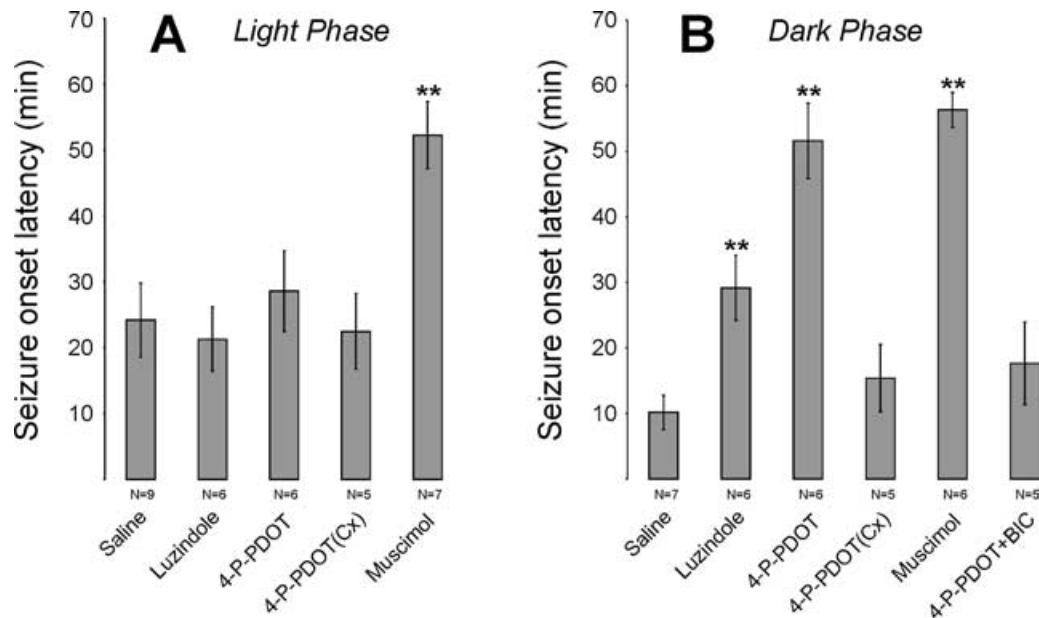 A Light Phase
Seizure onset latency (min)
70
60
50
40
30
20
10
**
N=9 N=6 N=6 N=5 N=7
Saline
Luzindole
4-P-PDOT
4-P-PDOT(Cx)
Muscimol
B Dark Phase
Seizure onset latency (min)
70
60
50
40
30
20
10
**
**
**
N=7 N=6 N=6 N=5 N=6 N=5
Saline
Luzindole
4-P-PDOT
4-P-PDOT(Cx)
Muscimol
4-P-PDOT+BIC